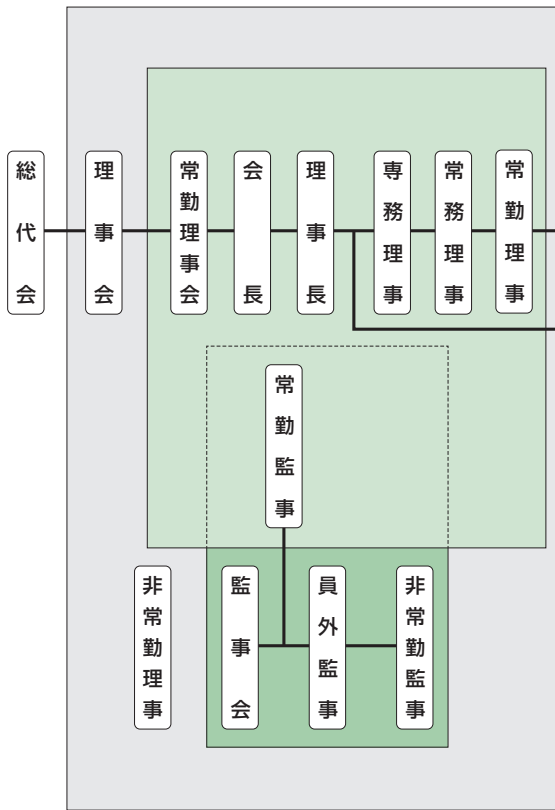 総代会
理事会
常勤理事会
会長
理事長
専務理事
常務理事
常勤理事
常勤監事
非常勤理事
監事会
員外監事
非常勤監事